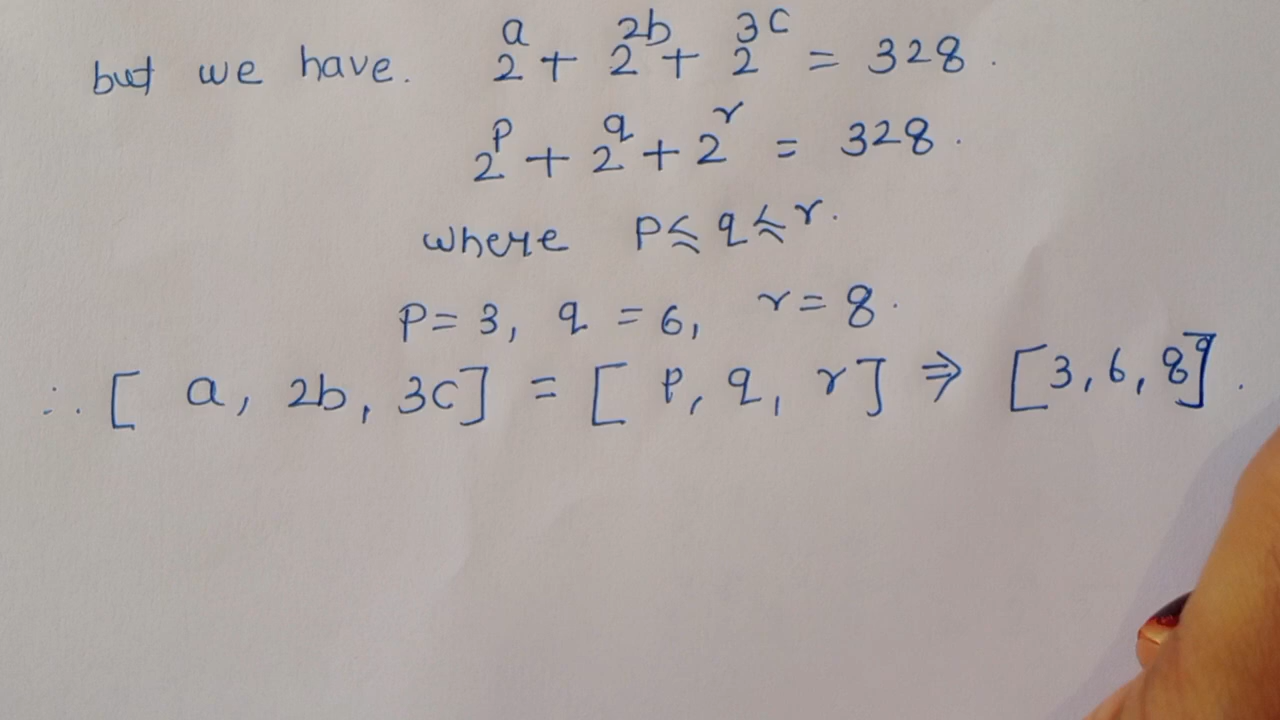 but we have. 2^a + 2^2b + 2^3c = 328.
2^p + 2^q + 2^r = 328.
where p ≤ q ≤ r.
p = 3, q = 6, r = 8.
∴ [ a, 2b, 3c ] = [ p, q, r ] ⇒ [ 3, 6, 8 ].